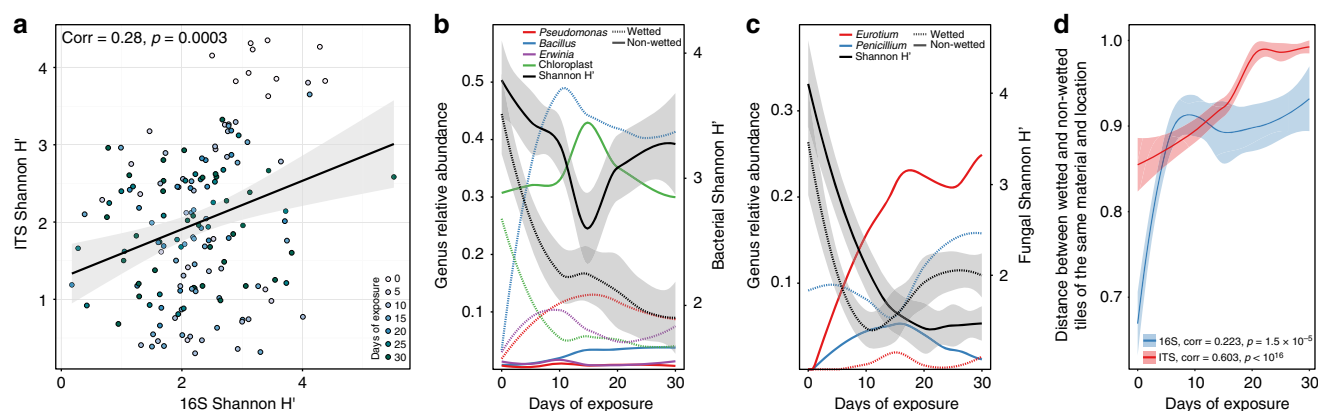 a
Corr = 0.28, p = 0.0003
ITS Shannon H'
4
3
2
1
0
2
4
16S Shannon H'
Days of exposure
0
5
10
15
20
25
30
b
Pseudomonas
Bacillus
Erwinia
Chloroplast
Shannon H'
Wetted
Non-wetted
Genus relative abundance
0.5
0.4
0.3
0.2
0.1
0.0
Bacterial Shannon H'
4
3
2
0
10
20
30
Days of exposure
c
Eurotium
Penicillium
Shannon H'
Wetted
Non-wetted
Genus relative abundance
0.3
0.2
0.1
Fungal Shannon H'
4
3
2
0
10
20
30
Days of exposure
d
Distance between wetted and non-wetted
tiles of the same material and location
1.0
0.9
0.8
0.7
16S, corr = 0.223, p = 1.5 × 10⁻⁵
ITS, corr = 0.603, p < 10¹⁶
0
10
20
30
Days of exposure